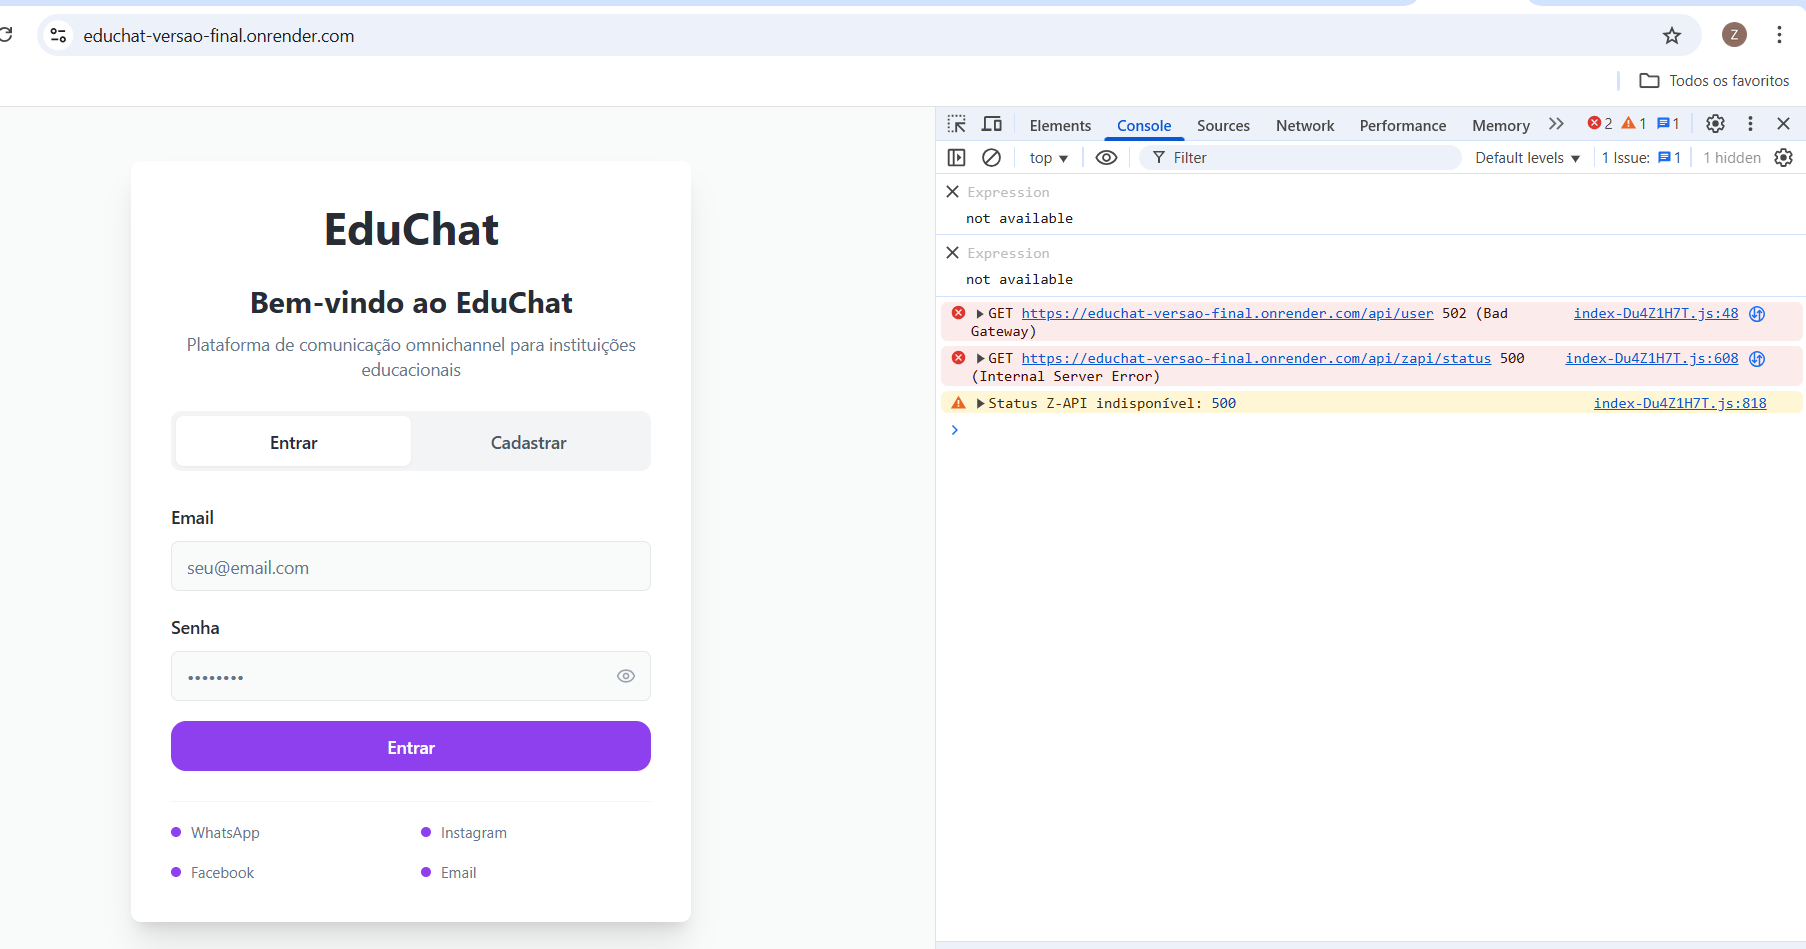 educhat-versao-final.onrender.com
Z
Todos os favoritos
EduChat
Bem-vindo ao EduChat
Plataforma de comunicação omnichannel para instituições
educacionais
Entrar
Cadastrar
Email
seu@email.com
Senha
••••••••
Entrar
WhatsApp
Instagram
Facebook
Email
Elements
Console
Sources
Network
Performance
Memory
2
1
1
top
Filter
Default levels
1 Issue: 1
1 hidden
Expression
not available
Expression
not available
GET https://educhat-versao-final.onrender.com/api/user 502 (Bad index-Du4Z1H7T.js:48
Gateway)
GET https://educhat-versao-final.onrender.com/api/zapi/status 500 index-Du4Z1H7T.js:608
(Internal Server Error)
Status Z-API indisponível: 500 index-Du4Z1H7T.js:818